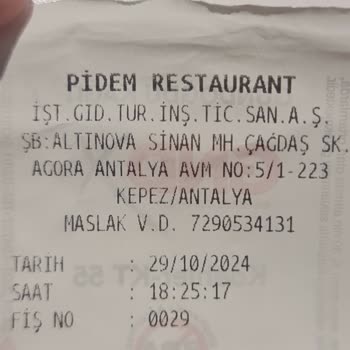 PİDEM RESTAURANT
İŞT.GID.TUR.İNŞ.TİC.SAN.A.Ş.
ŞB:ALTINOVA SİNAN MH.ÇAĞDAŞ SK.
AGORA ANTALYA AVM NO:5/1-223
KEPEZ/ANTALYA
MASLAK V.D. 7290534131
TARIH : 29/10/2024
SAAT : 18:25:17
FİŞ NO : 0029